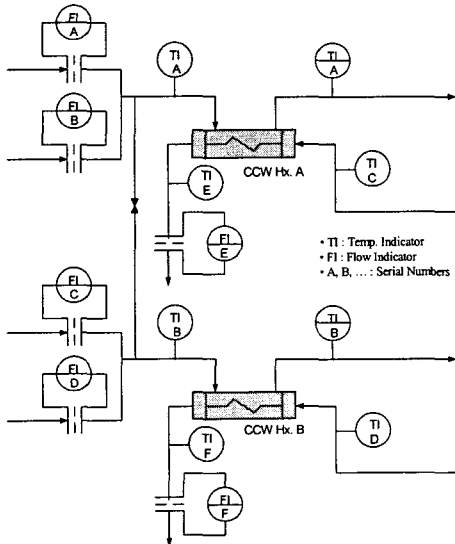 FI
A
TI
A
TI
A
FI
B
CCW Hx. A
TI
E
TI
C
FI
E
• TI : Temp. Indicator
• FI : Flow Indicator
• A, B, ... : Serial Numbers
FI
C
TI
B
TI
B
FI
D
CCW Hx. B
TI
F
TI
D
FI
F